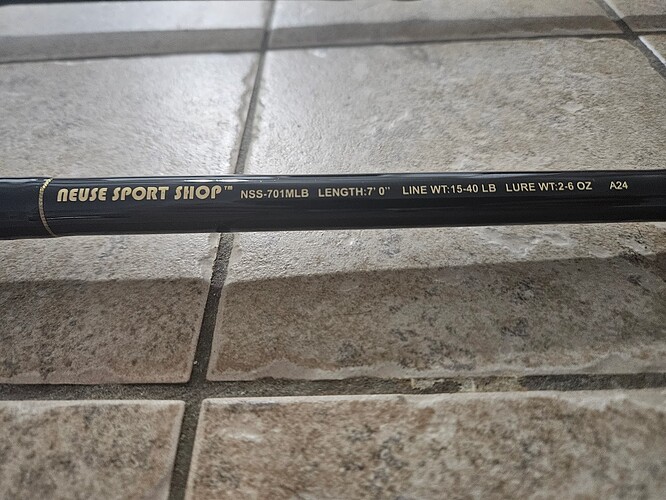 NEUSE SPORT SHOP™ NSS-701MLB LENGTH:7' 0" LINE WT:15-40 LB LURE WT:2-6 OZ A24